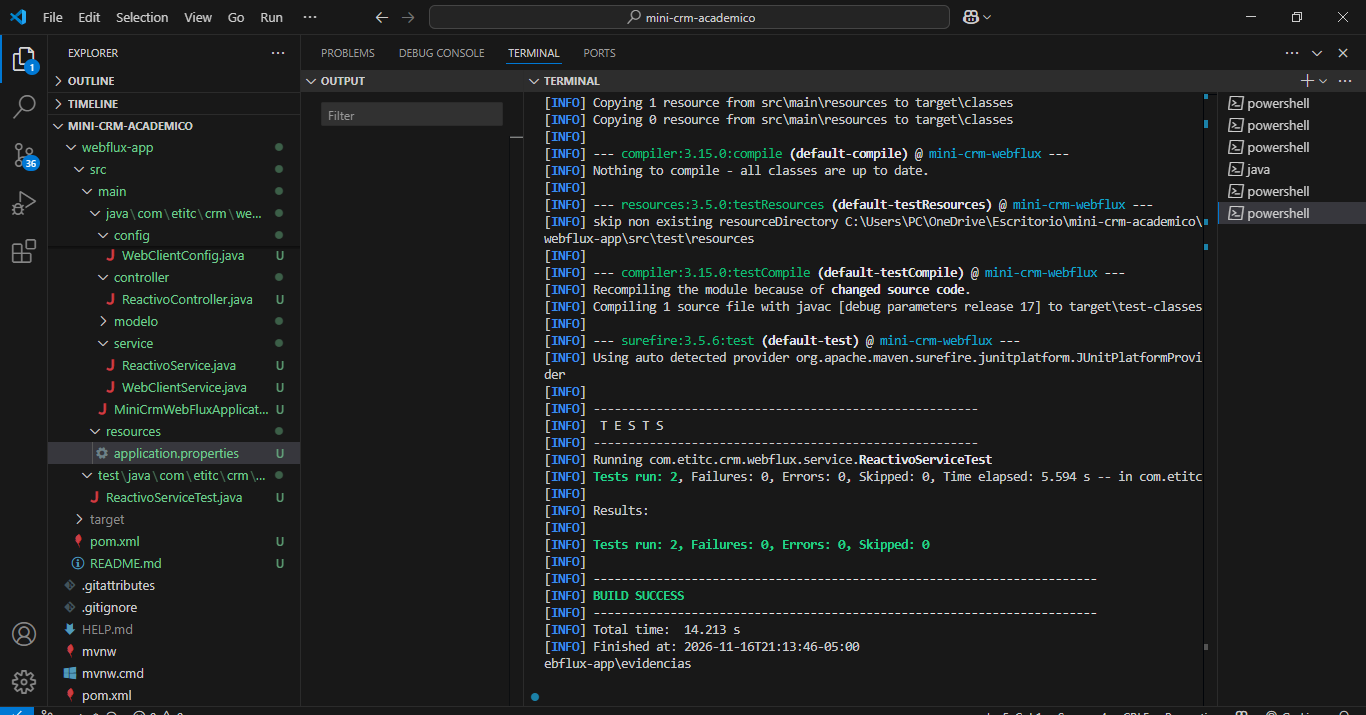 File Edit Selection View Go Run ···
mini-crm-academico
EXPLORER ···
OUTLINE
TIMELINE
MINI-CRM-ACADEMICO
webflux-app
src
main
java\com\etitc\crm\we...
config
WebClientConfig.java U
controller
ReactivoController.java U
modelo
service
ReactivoService.java U
WebClientService.java U
MiniCrmWebFluxApplicat... U
resources
application.properties U
test\java\com\etitc\crm\...
ReactivoServiceTest.java U
target
pom.xml U
README.md U
.gitattributes
.gitignore
HELP.md
mvnw
mvnw.cmd
pom.xml
1
36
PROBLEMS DEBUG CONSOLE TERMINAL PORTS
OUTPUT
Filter
TERMINAL
[INFO] Copying 1 resource from src\main\resources to target\classes
[INFO] Copying 0 resource from src\main\resources to target\classes
[INFO]
[INFO] --- compiler:3.15.0:compile (default-compile) @ mini-crm-webflux ---
[INFO] Nothing to compile - all classes are up to date.
[INFO]
[INFO] --- resources:3.5.0:testResources (default-testResources) @ mini-crm-webflux ---
[INFO] skip non existing resourceDirectory C:\Users\PC\OneDrive\Escritorio\mini-crm-academico\
webflux-app\src\test\resources
[INFO]
[INFO] --- compiler:3.15.0:testCompile (default-testCompile) @ mini-crm-webflux ---
[INFO] Recompiling the module because of changed source code.
[INFO] Compiling 1 source file with javac [debug parameters release 17] to target\test-classes
[INFO]
[INFO] --- surefire:3.5.6:test (default-test) @ mini-crm-webflux ---
[INFO] Using auto detected provider org.apache.maven.surefire.junitplatform.JUnitPlatformProvi
der
[INFO]
[INFO] -------------------------------------------------------
[INFO]  T E S T S
[INFO] -------------------------------------------------------
[INFO] Running com.etitc.crm.webflux.service.ReactivoServiceTest
[INFO] Tests run: 2, Failures: 0, Errors: 0, Skipped: 0, Time elapsed: 5.594 s -- in com.etitc
[INFO]
[INFO] Results:
[INFO]
[INFO] Tests run: 2, Failures: 0, Errors: 0, Skipped: 0
[INFO]
[INFO] ------------------------------------------------------------------------
[INFO] BUILD SUCCESS
[INFO] ------------------------------------------------------------------------
[INFO] Total time:  14.213 s
[INFO] Finished at: 2026-11-16T21:13:46-05:00
ebflux-app\evidencias
powershell
powershell
powershell
java
powershell
powershell